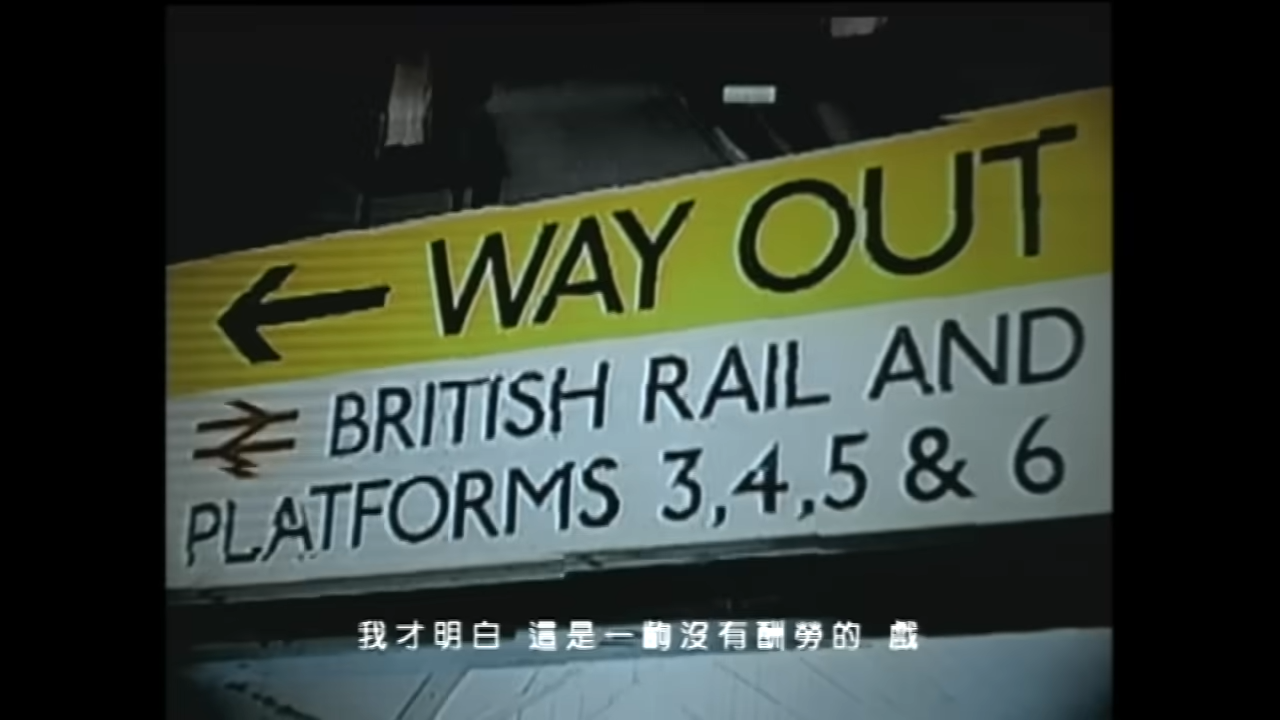 ← WAY OUT
BRITISH RAIL AND
PLATFORMS 3,4,5 & 6
我才明白 這是一齣沒有酬勞的 戲